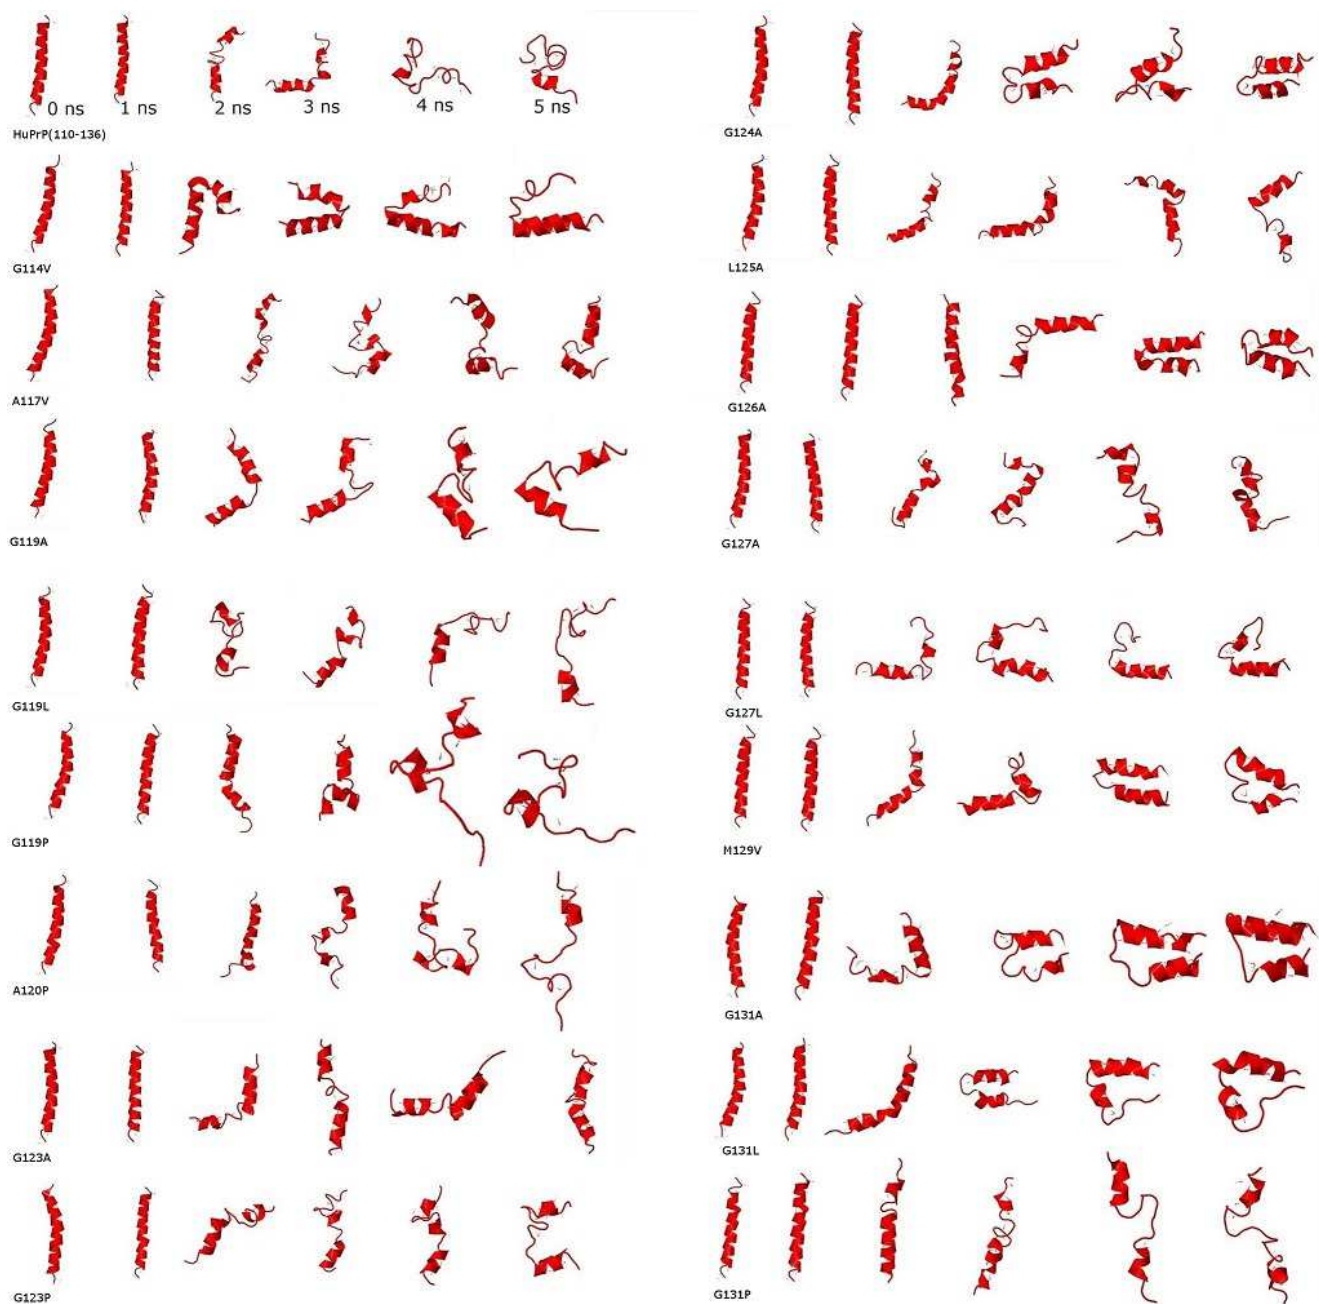 0 ns 1 ns 2 ns 3 ns 4 ns 5 ns
HuPrP(110-136)
G114V
A117V
G119A
G119L
G119P
A120P
G123A
G123P
G124A
L125A
G126A
G127A
G127L
M129V
G131A
G131L
G131P